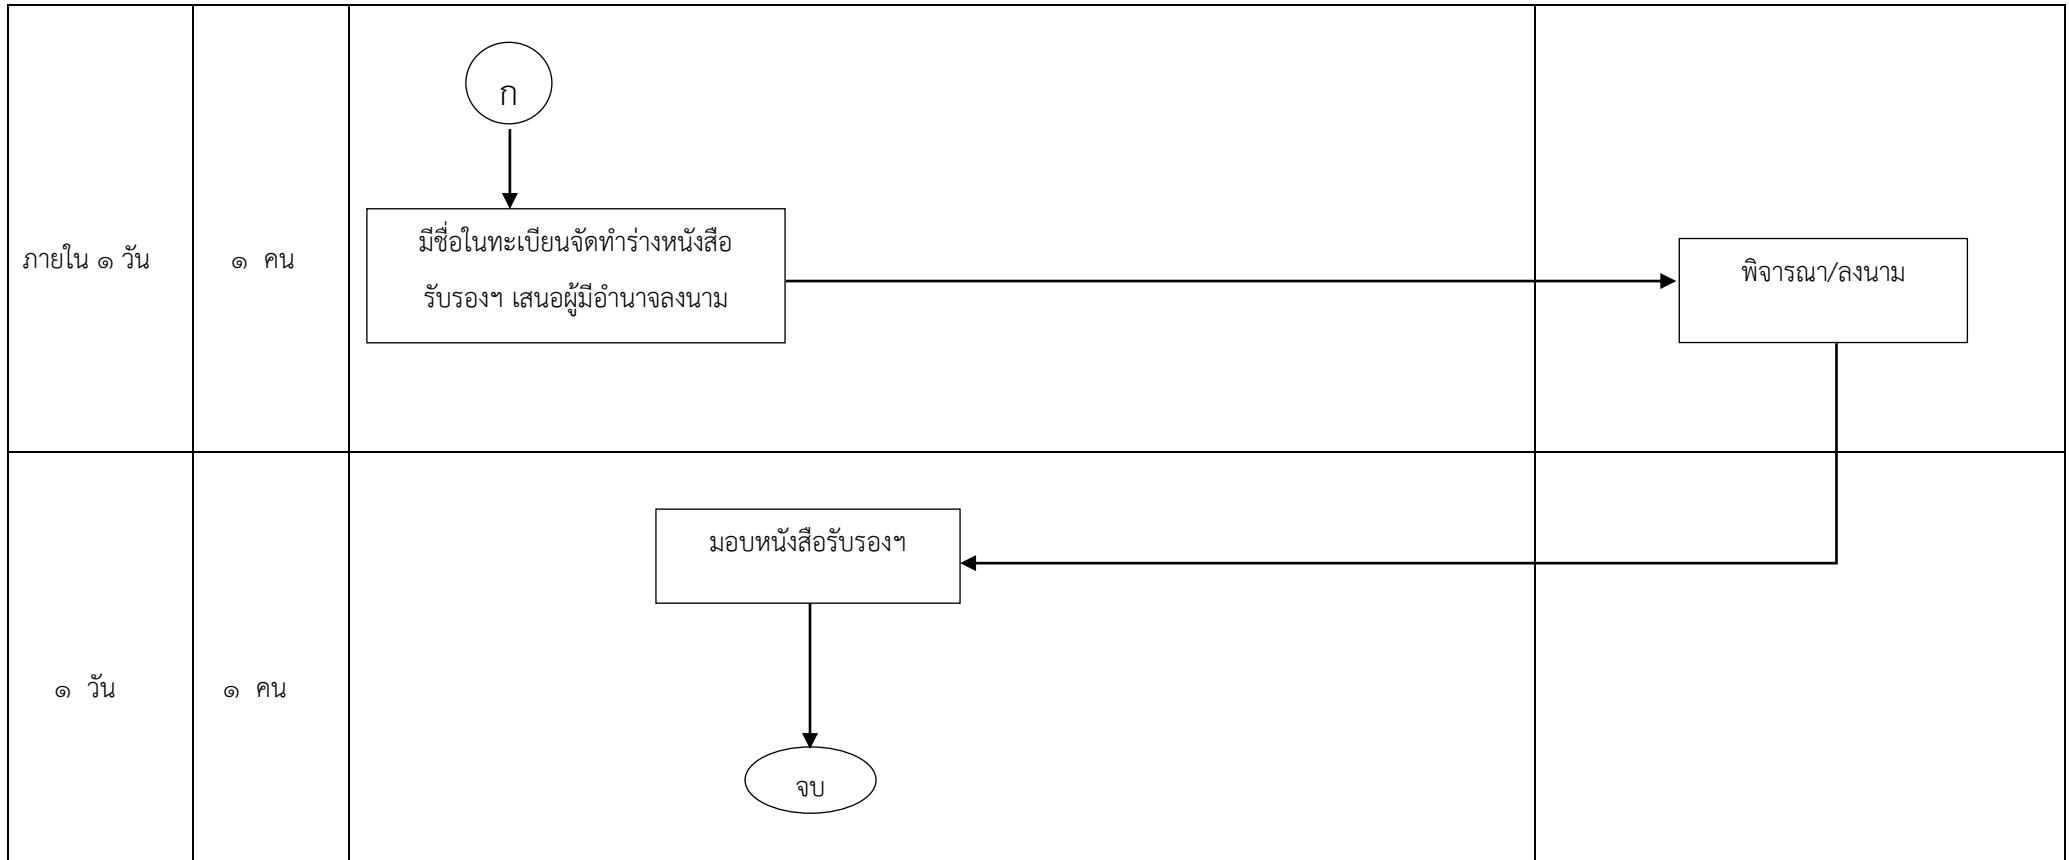 ก
ภายใน ๑ วัน
๑ คน
มีชื่อในทะเบียนจัดทำร่างหนังสือ
รับรองฯ เสนอผู้มีอำนาจลงนาม
พิจารณา/ลงนาม
มอบหนังสือรับรองฯ
๑ วัน
๑ คน
จบ